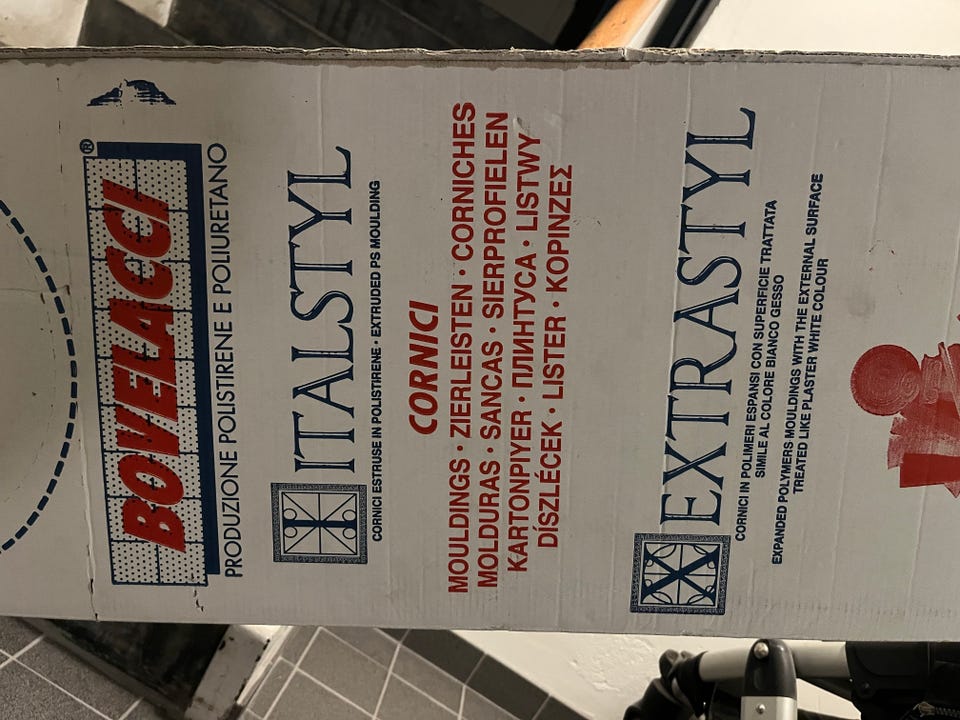 BOVELACCI®
PRODUZIONE POLISTIRENE E POLIURETANO
I ITALSTYL
CORNICI ESTRUSE IN POLISTIRENE · EXTRUDED PS MOULDING
CORNICI
MOULDINGS · ZIERLEISTEN · CORNICHES
MOLDURAS · SANCAS · SIERPROFIELEN
KARTONPIYER · ПЛИНТУСА · LISTWY
DÍSZLÉCEK · LISTER · ΚΟΡΙΝΖΕΣ
X EXTRASTYL
CORNICI IN POLIMERI ESPANSI CON SUPERFICIE TRATTATA
SIMILE AL COLORE BIANCO GESSO
EXPANDED POLYMERS MOULDINGS WITH THE EXTERNAL SURFACE
TREATED LIKE PLASTER WHITE COLOUR